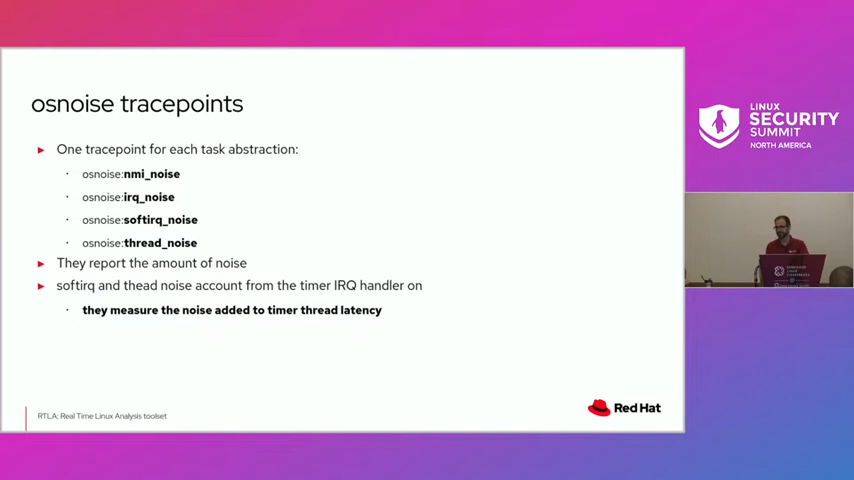 osnoise tracepoints
One tracepoint for each task abstraction:
osnoise:nmi_noise
osnoise:irq_noise
osnoise:softirq_noise
osnoise:thread_noise
They report the amount of noise
softirq and thead noise account from the timer IRQ handler on
they measure the noise added to timer thread latency
RTLA: Real Time Linux Analysis toolset
Red Hat
LINUX
SECURITY
SUMMIT
NORTH AMERICA